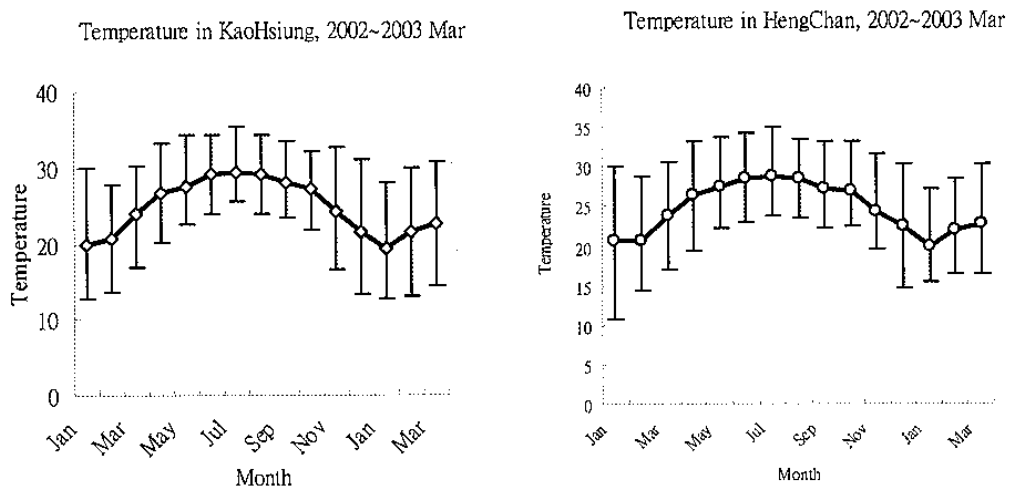 Temperature in KaoHsiung, 2002~2003 Mar
40
30
20
10
0
Temperature
Jan
Mar
May
Jul
Sep
Nov
Jan
Mar
Month
Temperature in HengChan, 2002~2003 Mar
40
35
30
25
20
15
10
5
0
Temperature
Jan
Mar
May
Jul
Sep
Nov
Jan
Mar
Month